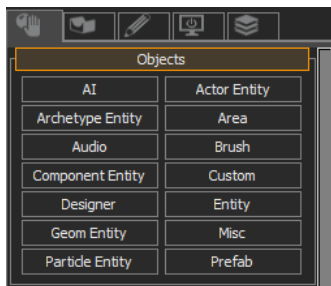 Objects
AI Actor Entity
Archetype Entity Area
Audio Brush
Component Entity Custom
Designer Entity
Geom Entity Misc
Particle Entity Prefab